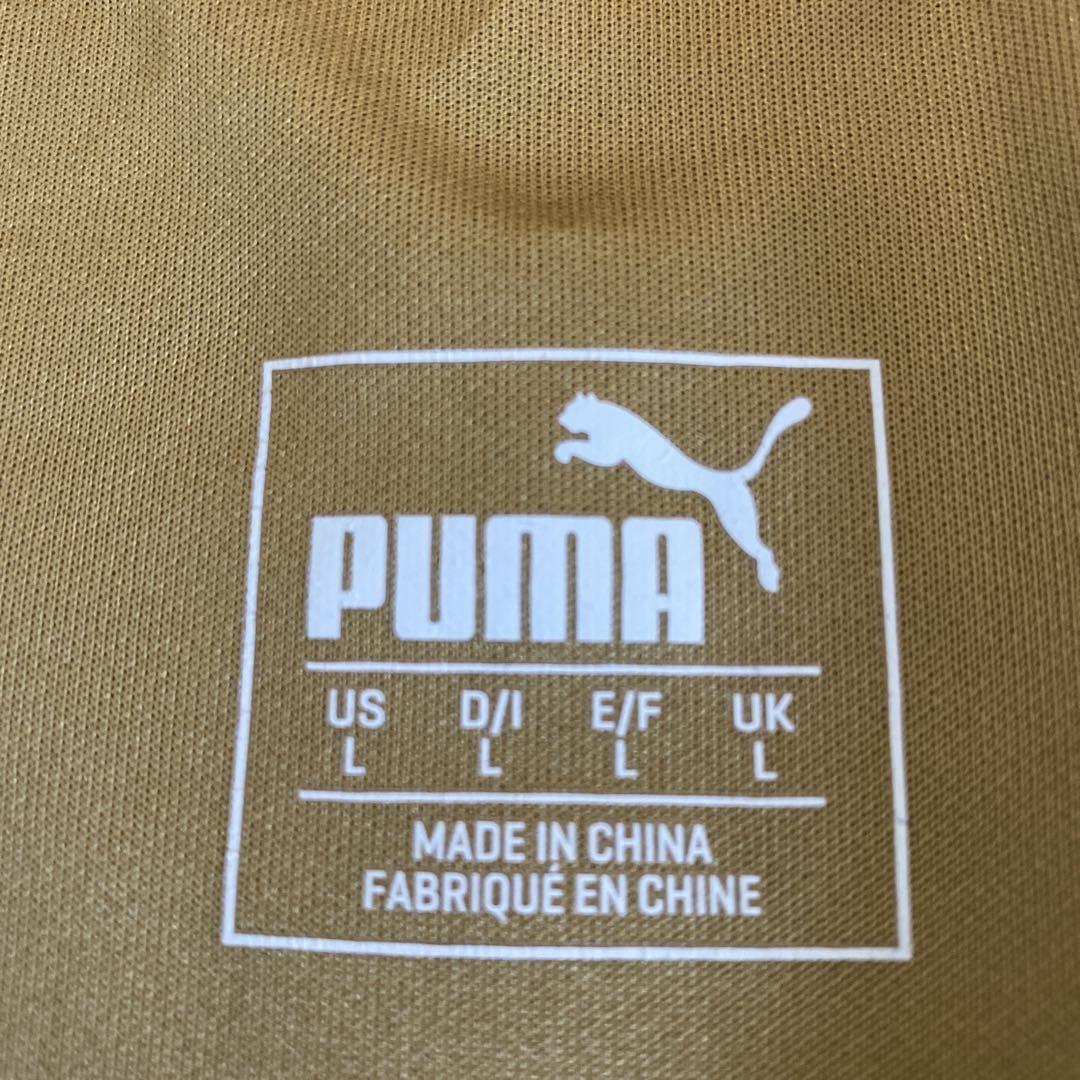 PUMA
US D/I E/F UK
L L L L
MADE IN CHINA
FABRIQUÉ EN CHINE